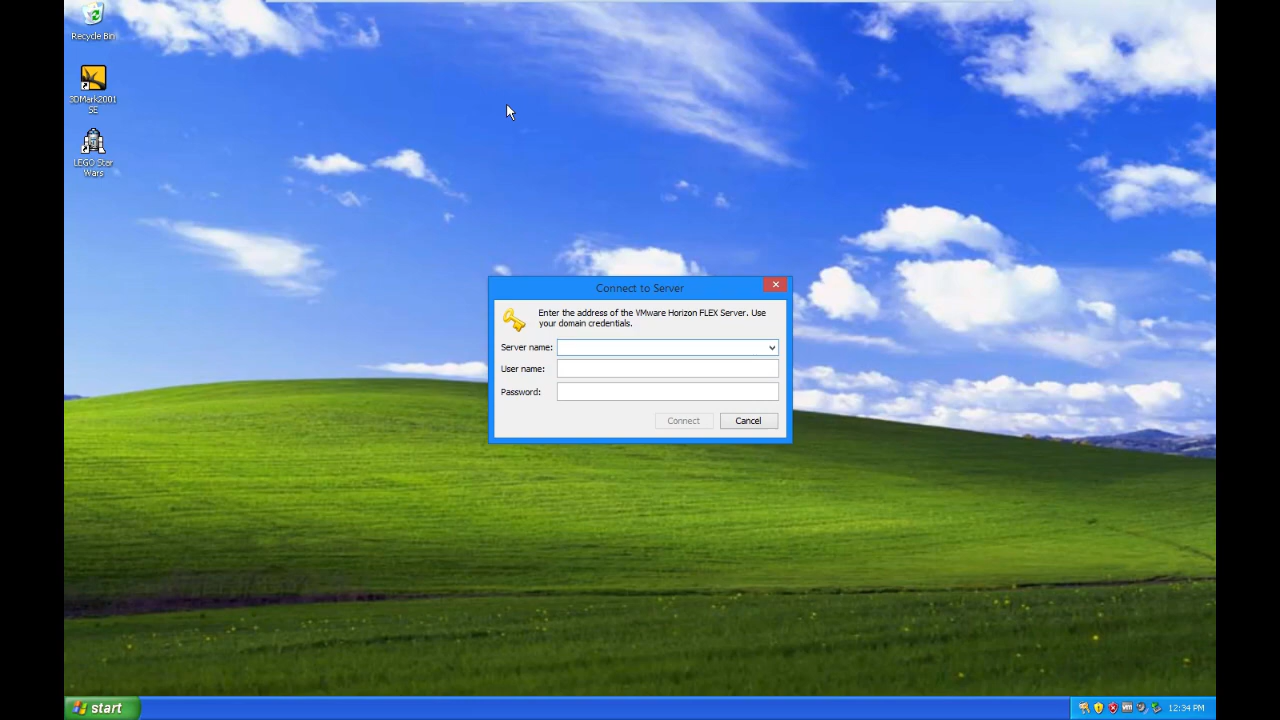 Recycle Bin
3DMark2001
SE
LEGO Star
Wars
Connect to Server
Enter the address of the VMware Horizon FLEX Server. Use
your domain credentials.
Server name:
User name:
Password:
Connect
Cancel
start
vm
12:34 PM